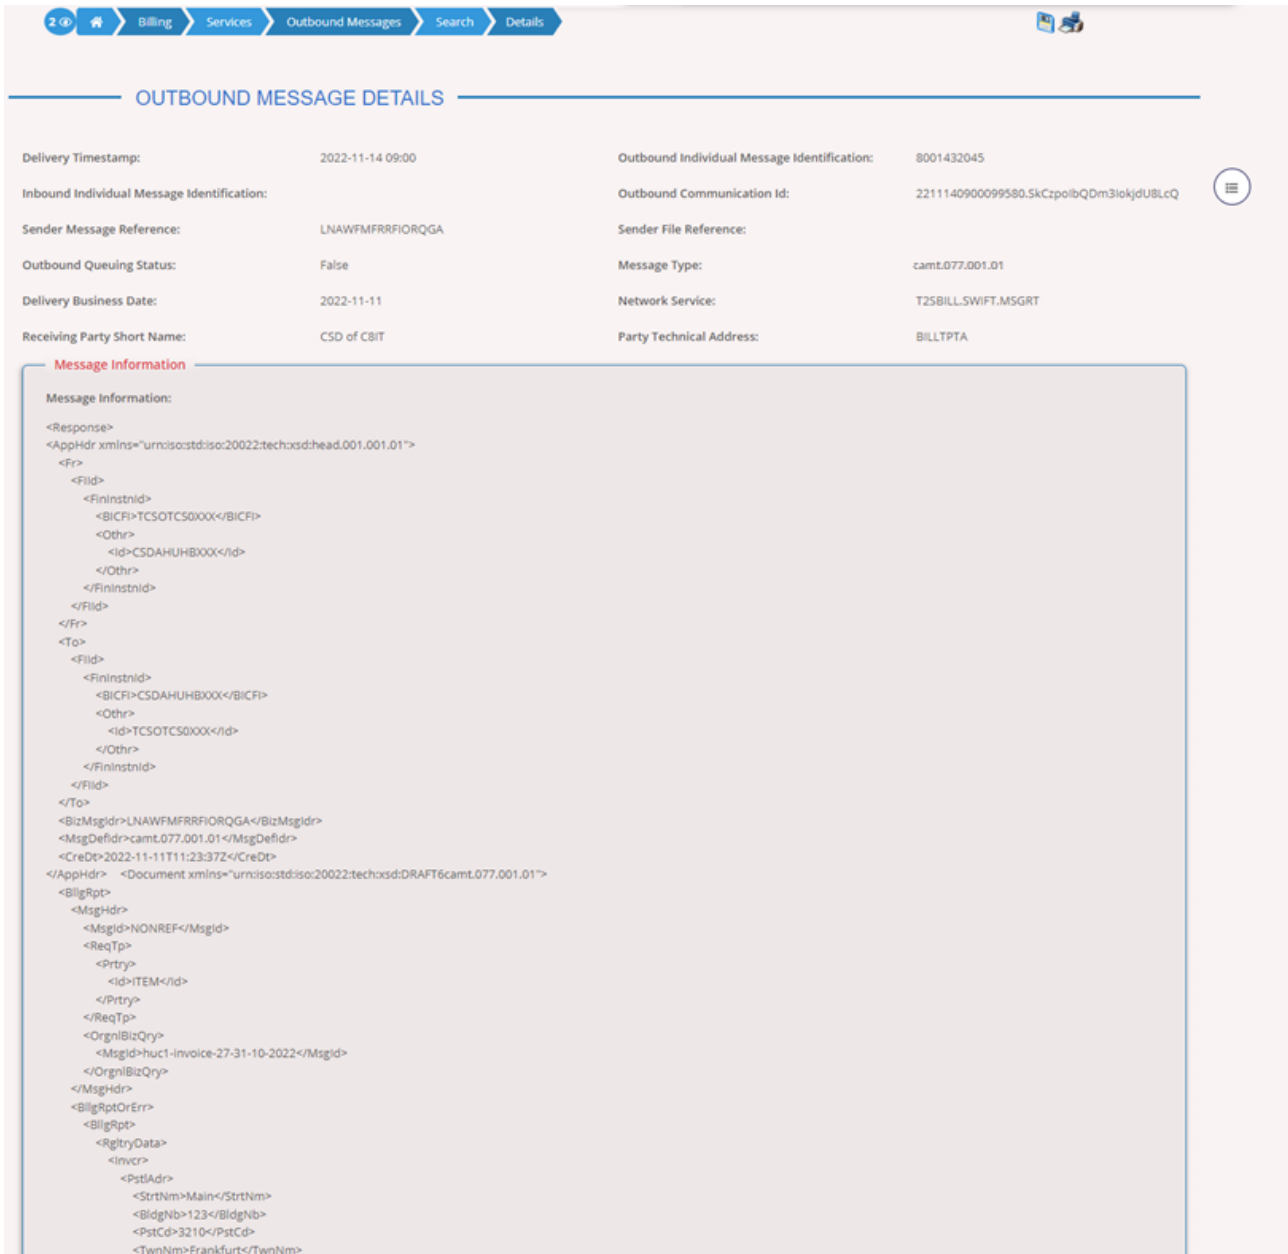 2 Billing Services Outbound Messages Search Details
OUTBOUND MESSAGE DETAILS
Delivery Timestamp: 2022-11-14 09:00 Outbound Individual Message Identification: 8001432045
Inbound Individual Message Identification: Outbound Communication Id: 2211140900099580.SkCzpoIbQDm3IokjdU8LcQ
Sender Message Reference: LNAWFMFRRFIORQGA Sender File Reference:
Outbound Queuing Status: False Message Type: camt.077.001.01
Delivery Business Date: 2022-11-11 Network Service: T2SBILL.SWIFT.MSGRT
Receiving Party Short Name: CSD of C8IT Party Technical Address: BILLTPTA
Message Information
Message Information:
<Response>
<AppHdr xmlns="urn:iso:std:iso:20022:tech:xsd:head.001.001.01">
<Fr>
<FIId>
<FinInstnId>
<BICFI>TCSOTCS0XXX</BICFI>
<Othr>
<Id>CSDAHUHBXXX</Id>
</Othr>
</FinInstnId>
</FIId>
</Fr>
<To>
<FIId>
<FinInstnId>
<BICFI>CSDAHUHBXXX</BICFI>
<Othr>
<Id>TCSOTCS0XXX</Id>
</Othr>
</FinInstnId>
</FIId>
</To>
<BizMsgIdr>LNAWFMFRRFIORQGA</BizMsgIdr>
<MsgDefIdr>camt.077.001.01</MsgDefIdr>
<CreDt>2022-11-11T11:23:37Z</CreDt>
</AppHdr> <Document xmlns="urn:iso:std:iso:20022:tech:xsd:DRAFT6camt.077.001.01">
<BllgRpt>
<MsgHdr>
<MsgId>NONREF</MsgId>
<ReqTp>
<Prtry>
<Id>ITEM</Id>
</Prtry>
</ReqTp>
<OrgnlBizQry>
<MsgId>huc1-invoice-27-31-10-2022</MsgId>
</OrgnlBizQry>
</MsgHdr>
<BllgRptOrErr>
<BllgRpt>
<RgltryData>
<Invcr>
<PstlAdr>
<StrtNm>Main</StrtNm>
<BldgNb>123</BldgNb>
<PstCd>3210</PstCd>
<TwnNm>Frankfurt</TwnNm>